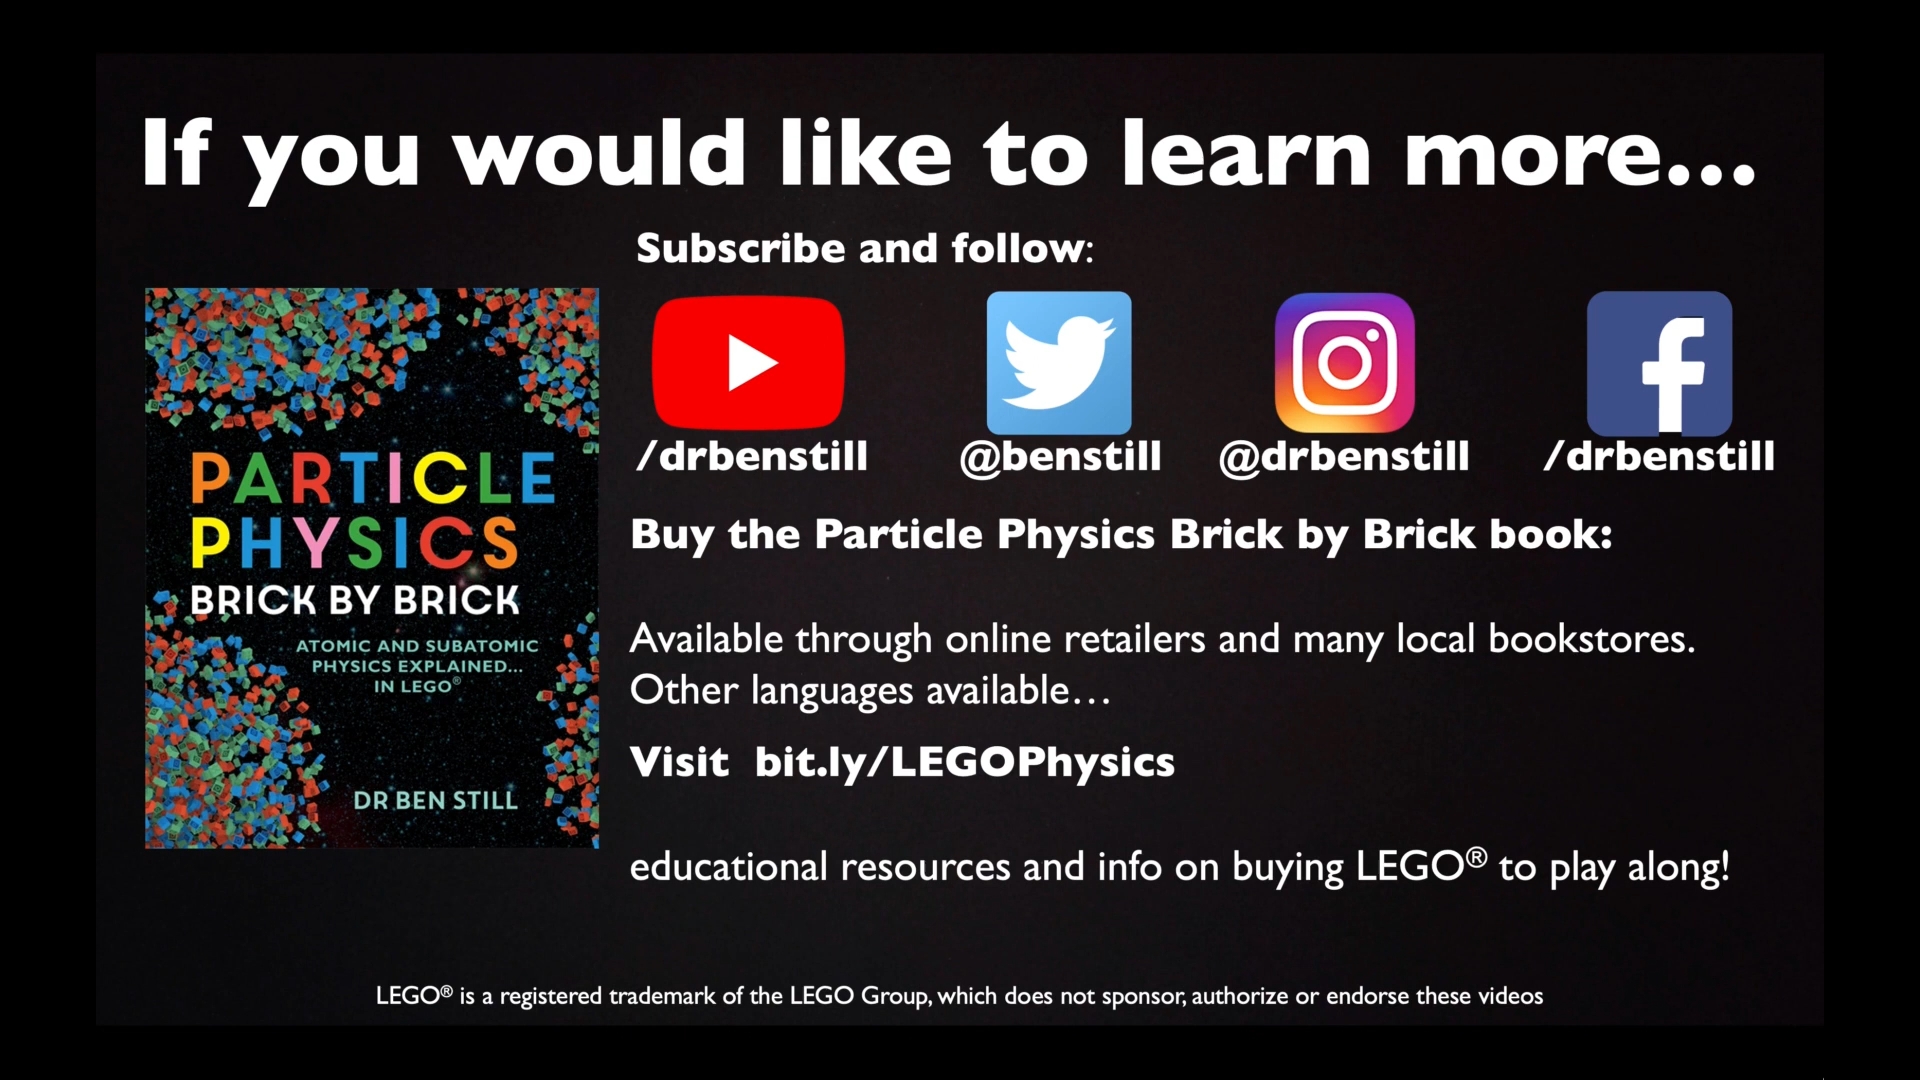 If you would like to learn more...
Subscribe and follow:
/drbenstill
@benstill
@drbenstill
/drbenstill
PARTICLE
PHYSICS
BRICK BY BRICK
ATOMIC AND SUBATOMIC
PHYSICS EXPLAINED...
IN LEGO®
DR BEN STILL
Buy the Particle Physics Brick by Brick book:
Available through online retailers and many local bookstores.
Other languages available...
Visit bit.ly/LEGOPhysics
educational resources and info on buying LEGO® to play along!
LEGO® is a registered trademark of the LEGO Group, which does not sponsor, authorize or endorse these videos